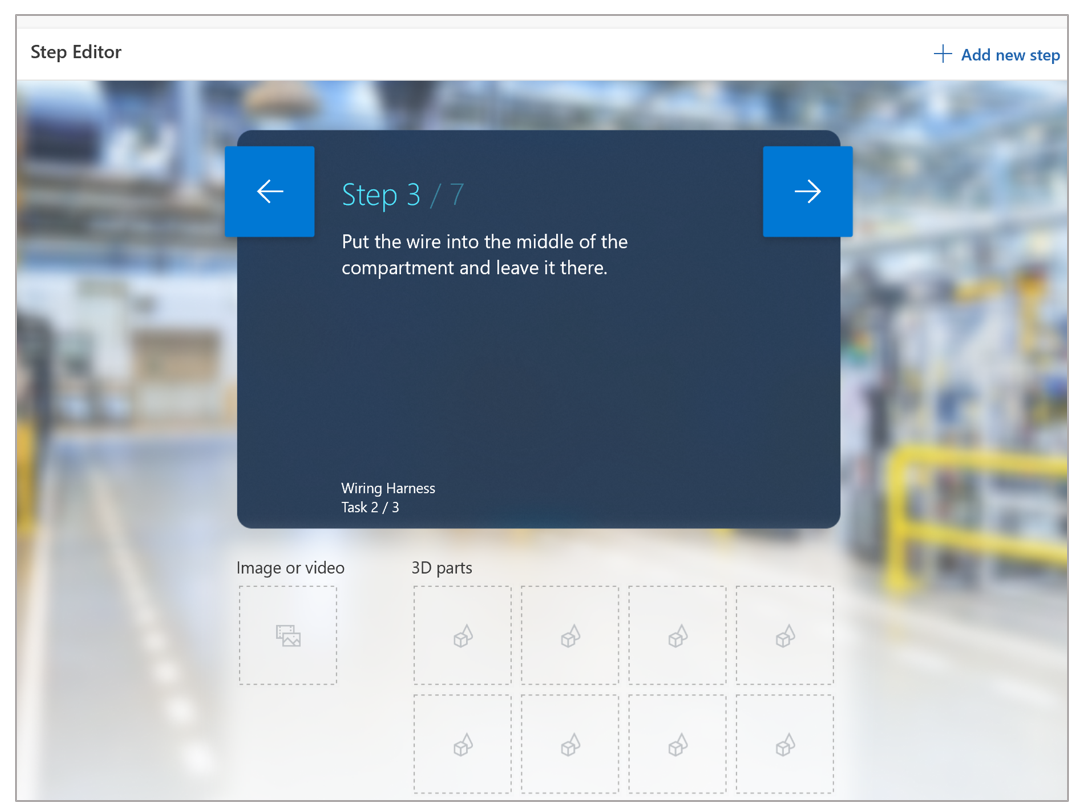 Step Editor
Add new step
Step 3 / 7
Put the wire into the middle of the
compartment and leave it there.
Wiring Harness
Task 2 / 3
Image or video
3D parts